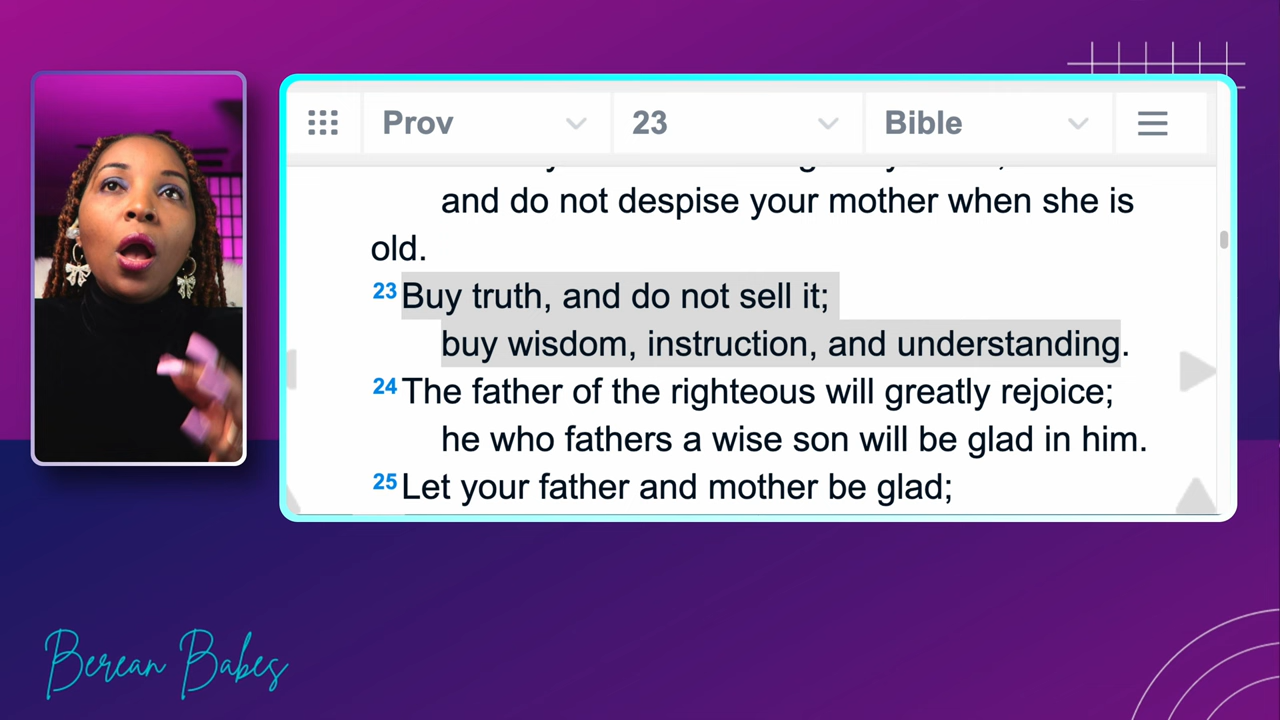 Prov
23
Bible
and do not despise your mother when she is
old.
23 Buy truth, and do not sell it;
buy wisdom, instruction, and understanding.
24 The father of the righteous will greatly rejoice;
he who fathers a wise son will be glad in him.
25 Let your father and mother be glad;
Berean Babes